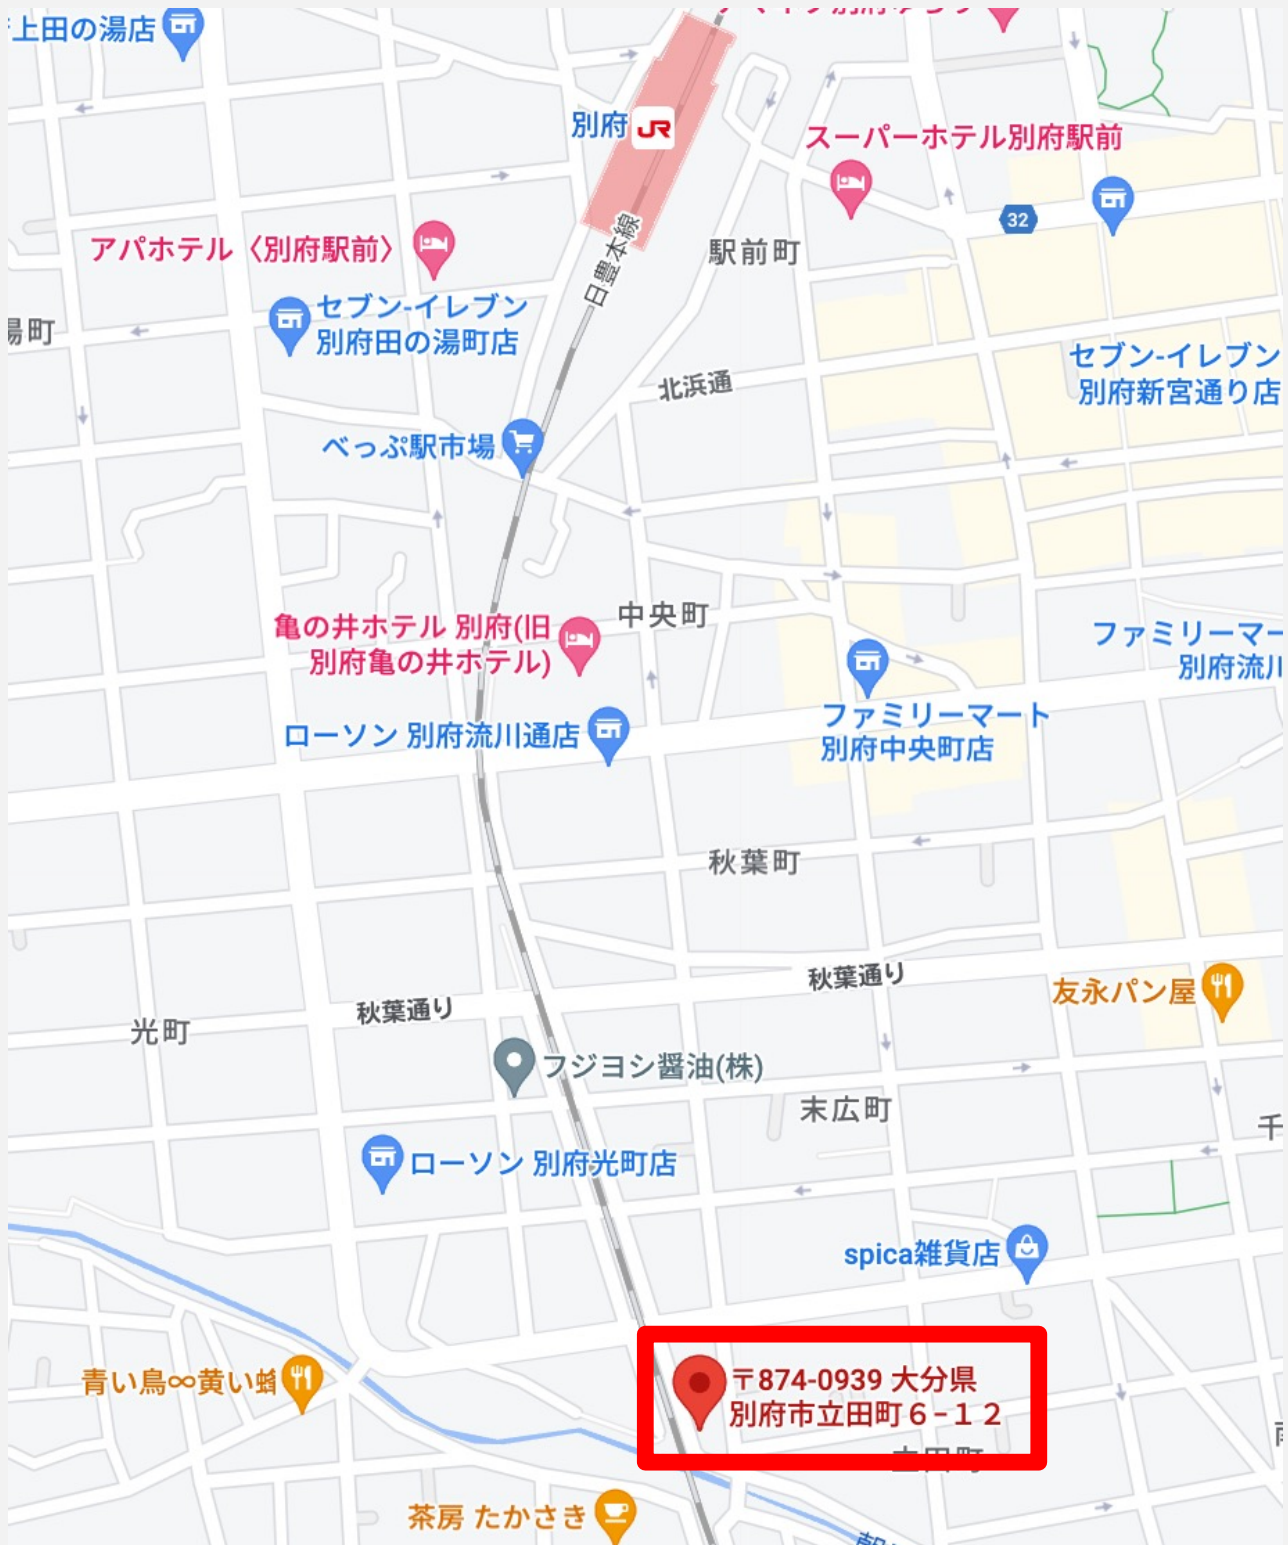 上田の湯店
別府
JR
スーパーホテル別府駅前
32
アパホテル〈別府駅前〉
日豊本線
駅前町
セブン-イレブン
別府田の湯町店
湯町
セブン-イレブン
別府新宮通り店
北浜通
べっぷ駅市場
亀の井ホテル 別府(旧
別府亀の井ホテル)
中央町
ファミリーマー
別府流川
ローソン 別府流川通店
ファミリーマート
別府中央町店
秋葉町
秋葉通り
秋葉通り
友永パン屋
光町
フジヨシ醤油(株)
末広町
千
ローソン 別府光町店
spica雑貨店
青い鳥∞黄い蜂
〒874-0939 大分県
別府市立田町６−１２
立田町
茶房 たかさき